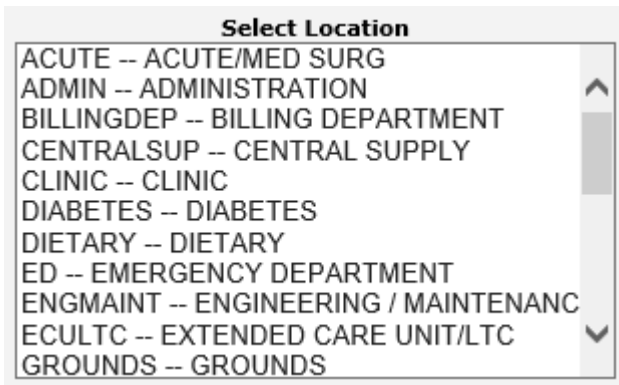 Select Location
ACUTE -- ACUTE/MED SURG
ADMIN -- ADMINISTRATION
BILLINGDEP -- BILLING DEPARTMENT
CENTRALSUP -- CENTRAL SUPPLY
CLINIC -- CLINIC
DIABETES -- DIABETES
DIETARY -- DIETARY
ED -- EMERGENCY DEPARTMENT
ENGMAINT -- ENGINEERING / MAINTENANC
ECULTC -- EXTENDED CARE UNIT/LTC
GROUNDS -- GROUNDS